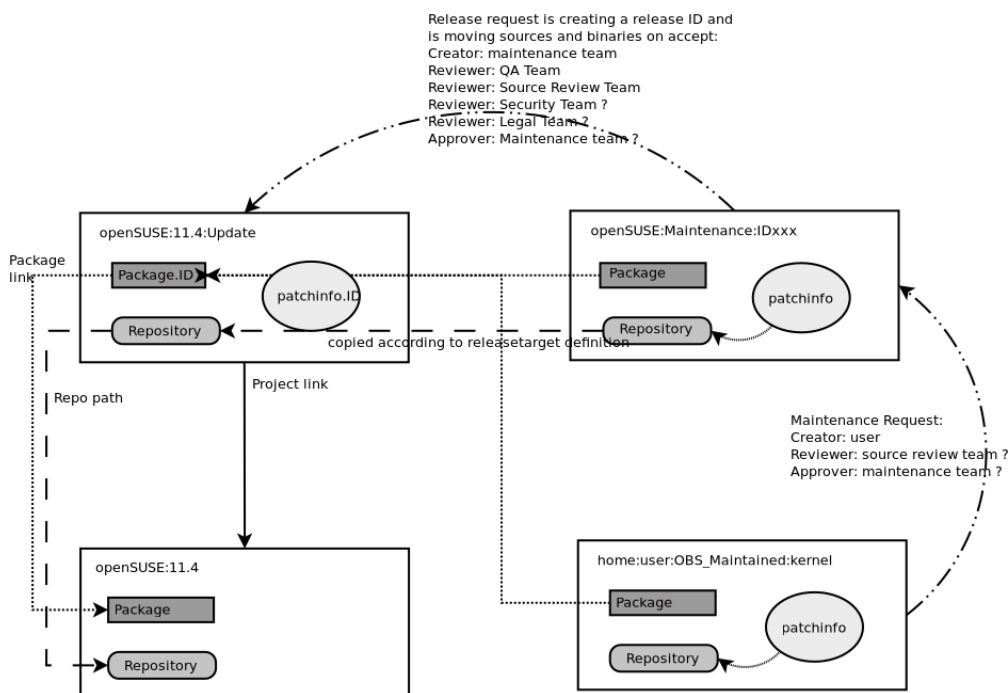 Release request is creating a release ID and
is moving sources and binaries on accept:
Creator: maintenance team
Reviewer: QA Team
Reviewer: Source Review Team
Reviewer: Security Team ?
Reviewer: Legal Team ?
Approver: Maintenance team ?
openSUSE:11.4:Update
openSUSE:Maintenance:IDxxx
Package
link
Package.ID
patchinfo.ID
Package
patchinfo
Repository
Repository
copied according to releasetarget definition
Repo path
Project link
Maintenance Request:
Creator: user
Reviewer: source review team ?
Approver: maintenance team ?
openSUSE:11.4
home:user:OBS_Maintained:kernel
Package
Package
patchinfo
Repository
Repository